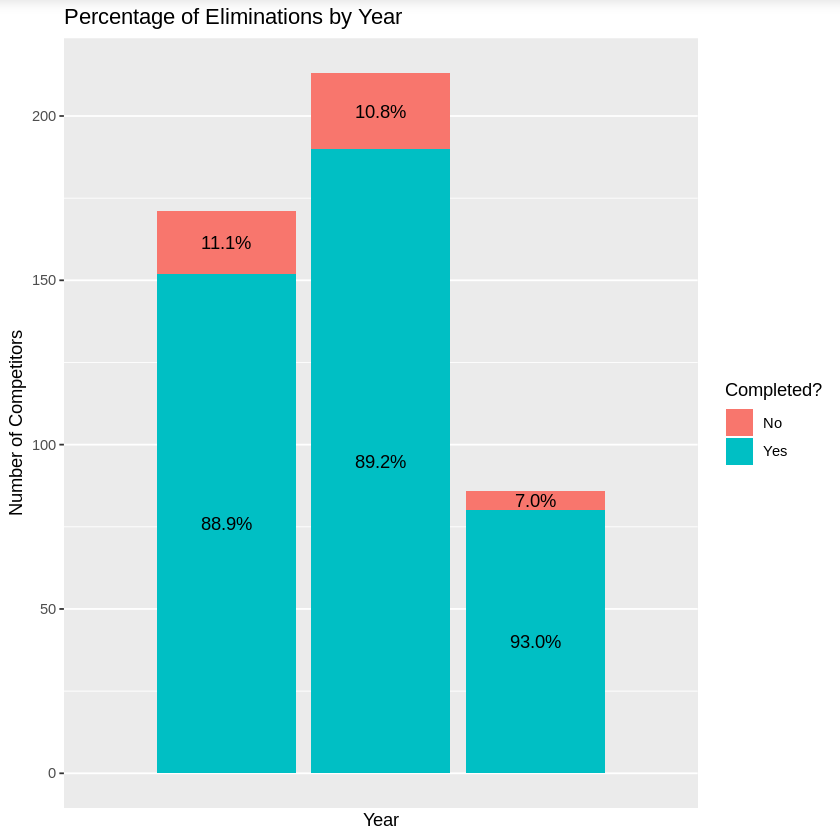 Percentage of Eliminations by Year
Number of Competitors
200
150
100
50
0
11.1%
88.9%
10.8%
89.2%
7.0%
93.0%
Year
Completed?
No
Yes